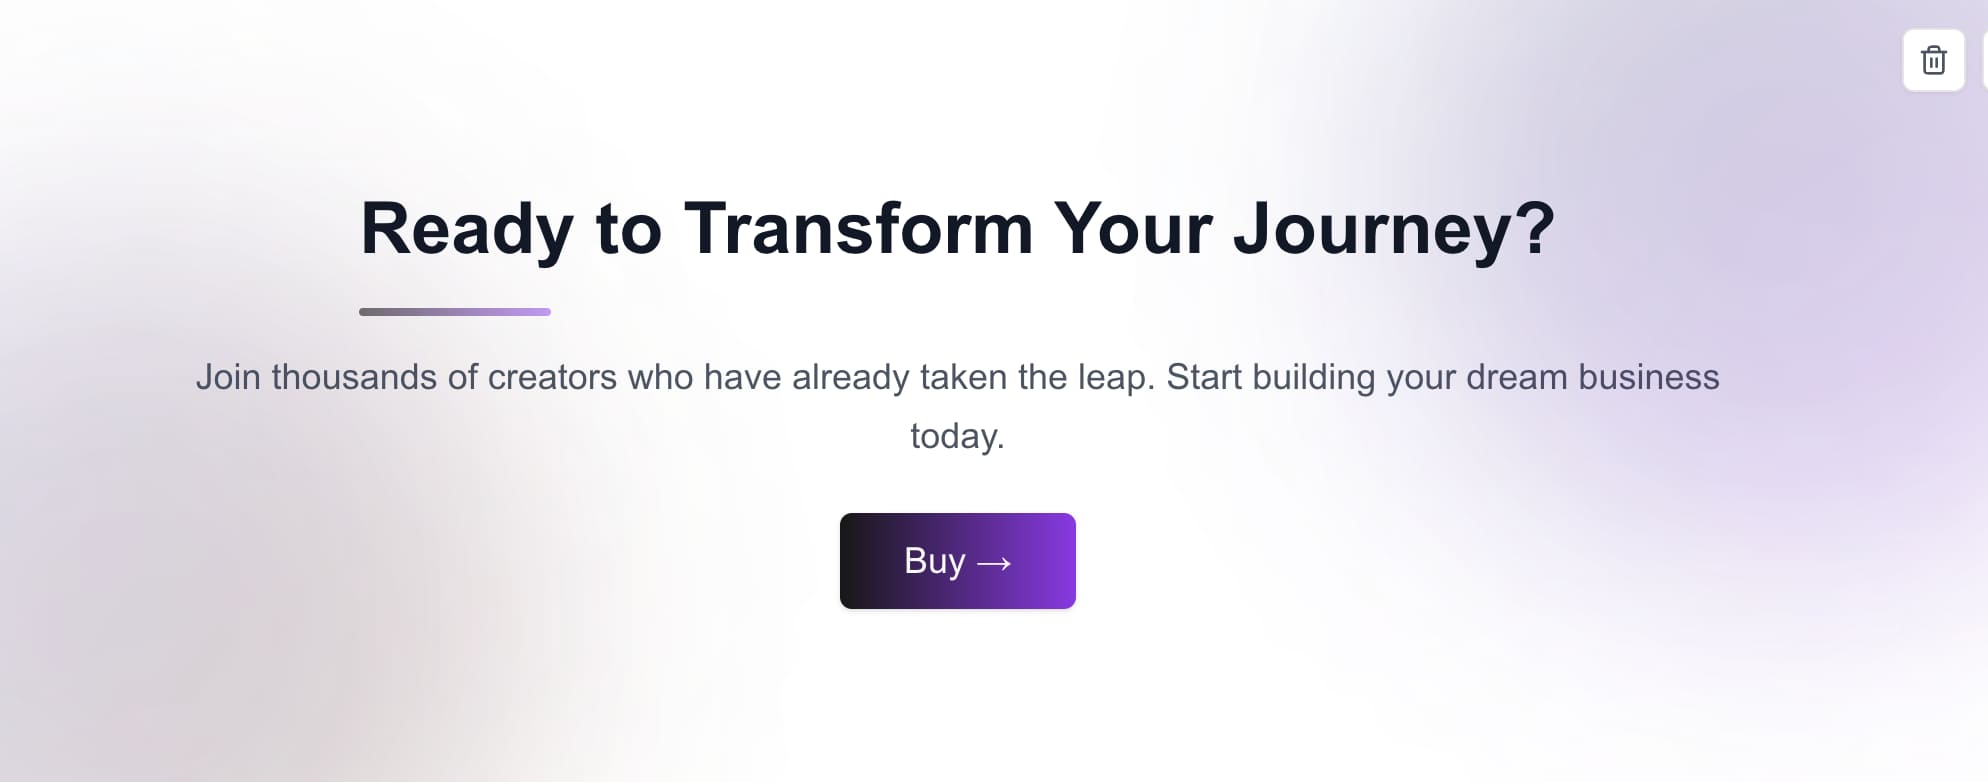 Ready to Transform Your Journey?
Join thousands of creators who have already taken the leap. Start building your dream business
today.
Buy →